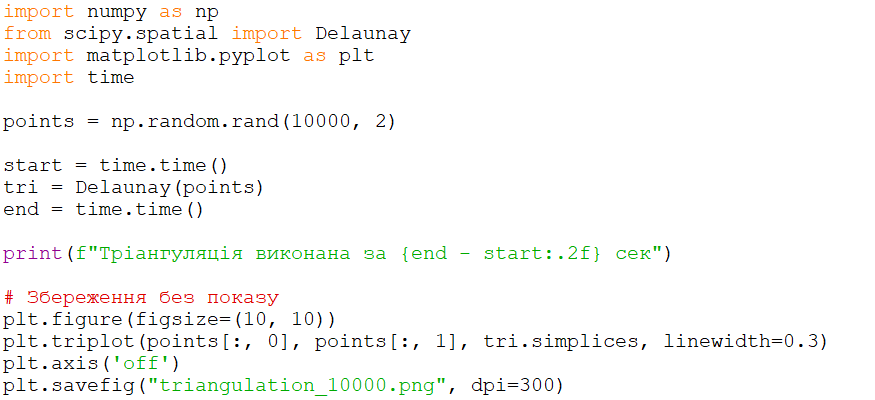 import numpy as np
from scipy.spatial import Delaunay
import matplotlib.pyplot as plt
import time
points = np.random.rand(10000, 2)
start = time.time()
tri = Delaunay(points)
end = time.time()
print(f"Тріангуляція виконана за {end - start:.2f} сек")
# Збереження без показу
plt.figure(figsize=(10, 10))
plt.triplot(points[:, 0], points[:, 1], tri.simplices, linewidth=0.3)
plt.axis('off')
plt.savefig("triangulation_10000.png", dpi=300)